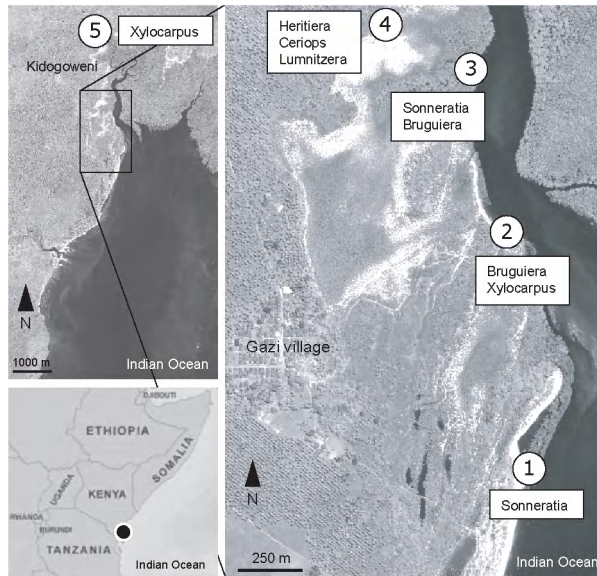 5
Xylocarpus
Kidogoweni
N
1000 m
Indian Ocean
DJIBOUTI
ETHIOPIA
SOMALIA
UGANDA
KENYA
RWANDA
BURUNDI
TANZANIA
Indian Ocean
4
Heritiera
Ceriops
Lumnitzera
3
Sonneratia
Bruguiera
2
Bruguiera
Xylocarpus
Gazi village
1
Sonneratia
N
250 m
Indian Ocean